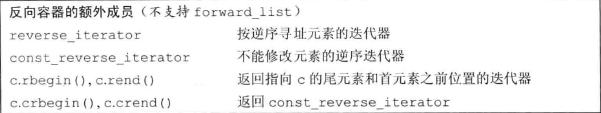 反向容器的额外成员（不支持 forward_list）
reverse_iterator 按逆序寻址元素的迭代器
const_reverse_iterator 不能修改元素的逆序迭代器
c.rbegin(),c.rend() 返回指向 c 的尾元素和首元素之前位置的迭代器
c.crbegin(),c.crend() 返回 const_reverse_iterator